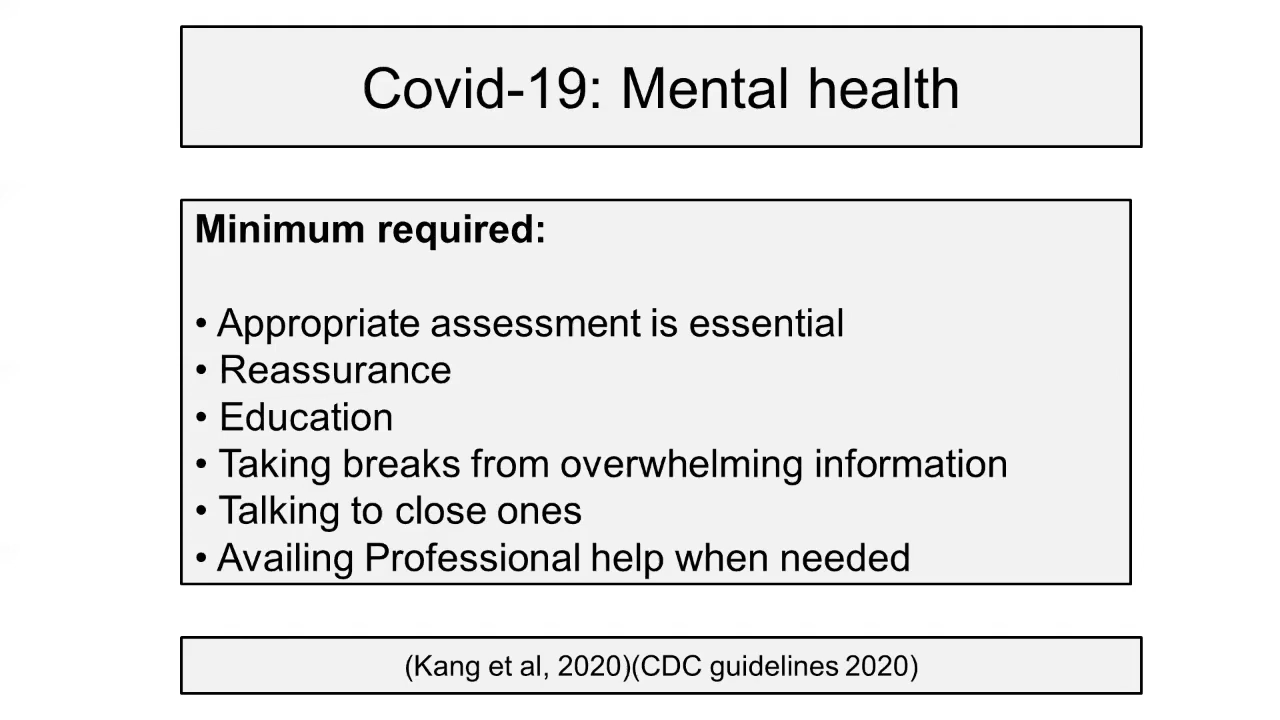 Covid-19: Mental health
Minimum required:
• Appropriate assessment is essential
• Reassurance
• Education
• Taking breaks from overwhelming information
• Talking to close ones
• Availing Professional help when needed
(Kang et al, 2020)(CDC guidelines 2020)